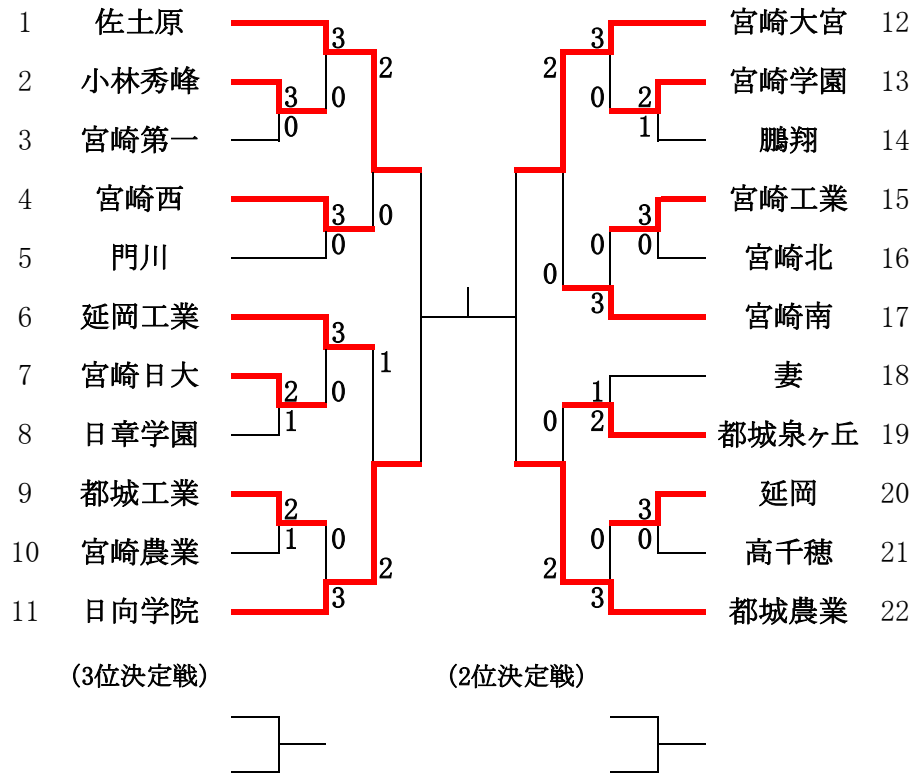 1 佐土原 3 3 宮崎大宮 12
2 2
2 小林秀峰 3 0 0 2 宮崎学園 13
3 宮崎第一 0 1 鵬翔 14
4 宮崎西 3 0 3 宮崎工業 15
5 門川 0 0 0 宮崎北 16
0
6 延岡工業 3 3 宮崎南 17
1
7 宮崎日大 2 0 1 妻 18
8 日章学園 1 0 2 都城泉ヶ丘 19
9 都城工業 2 3 延岡 20
10 宮崎農業 1 0 0 0 高千穂 21
2 2
11 日向学院 3 3 都城農業 22
(3位決定戦) (2位決定戦)